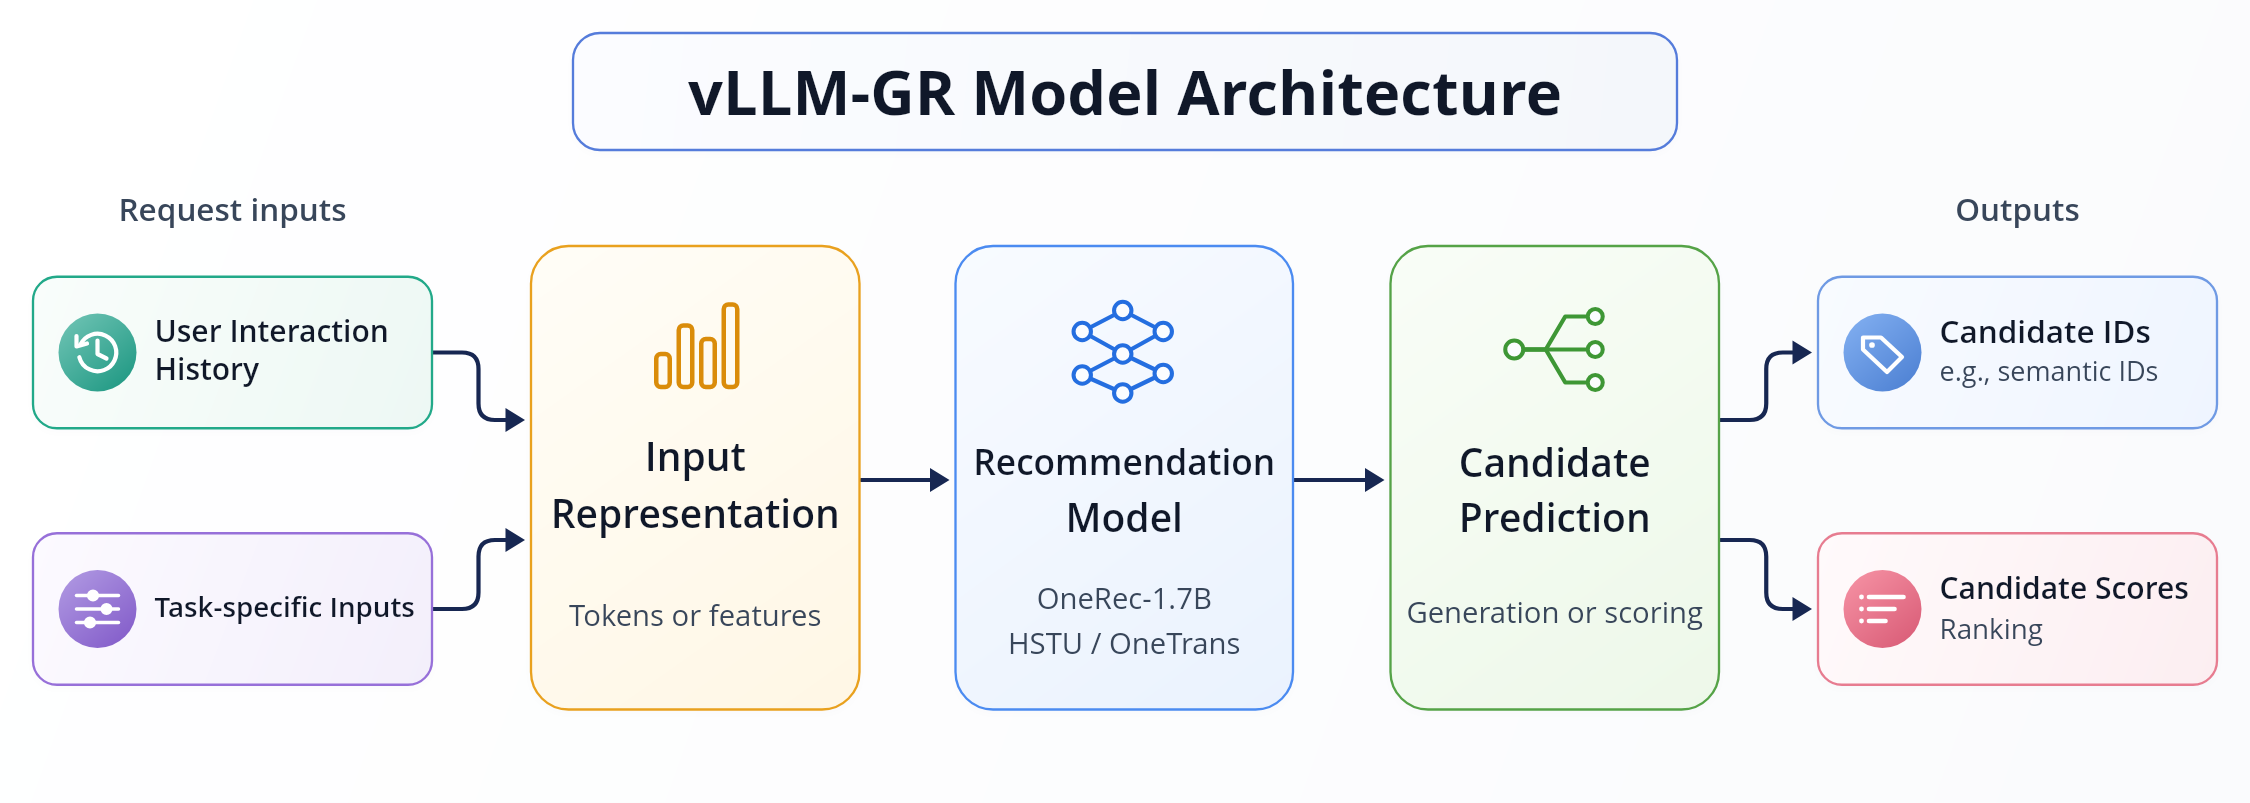 vLLM-GR Model Architecture
Request inputs
User Interaction
History
Task-specific Inputs
Input
Representation
Tokens or features
Recommendation
Model
OneRec-1.7B
HSTU / OneTrans
Candidate
Prediction
Generation or scoring
Outputs
Candidate IDs
e.g., semantic IDs
Candidate Scores
Ranking